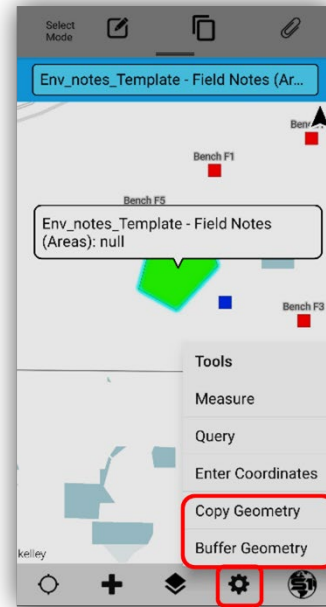 Select
Mode
Env_notes_Template - Field Notes (Ar...
Bench F1
Bench F5
Env_notes_Template - Field Notes
(Areas): null
Bench F3
Tools
Measure
Query
Enter Coordinates
Copy Geometry
Buffer Geometry
kelley